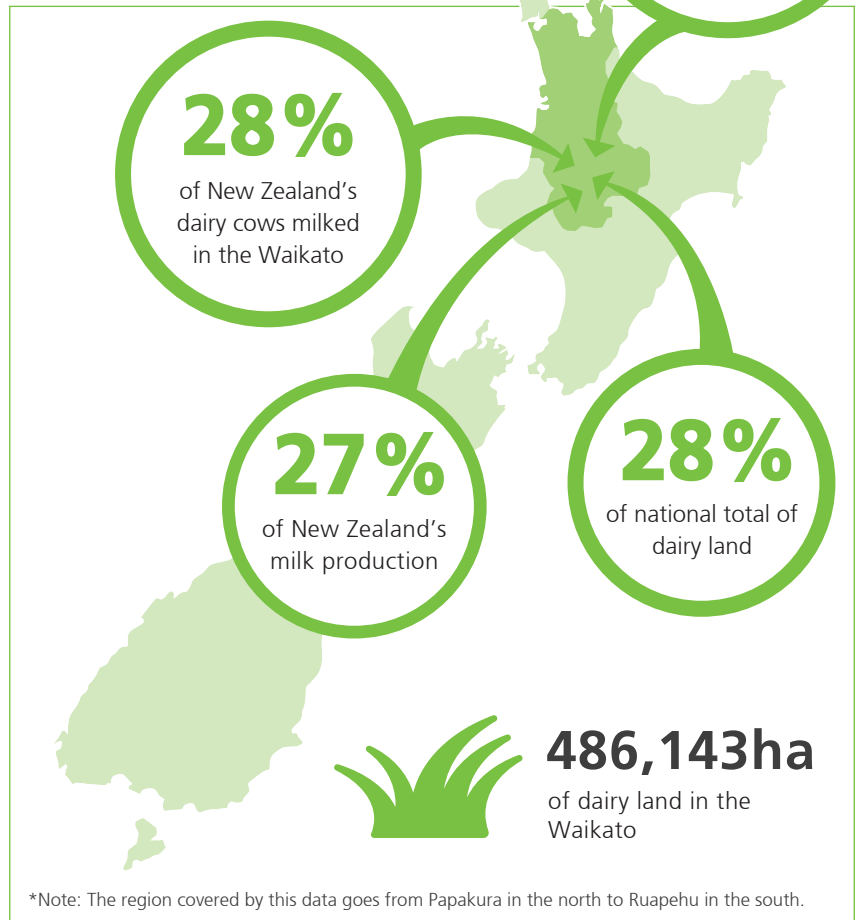 28%
of New Zealand's
dairy cows milked
in the Waikato
27%
of New Zealand's
milk production
28%
of national total of
dairy land
486,143ha
of dairy land in the
Waikato
*Note: The region covered by this data goes from Papakura in the north to Ruapehu in the south.